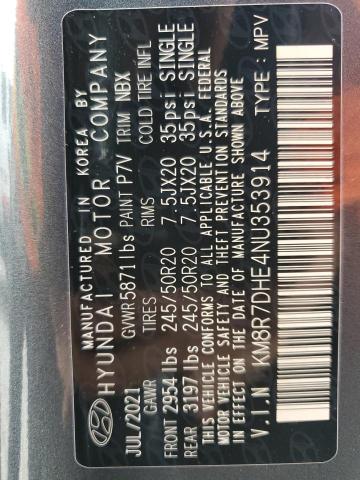 MANUFACTURED IN KOREA BY
HYUNDAI MOTOR COMPANY
JUL/2021 GVWR 5871 lbs PAINT P7V TRIM NBX
GAWR TIRES RIMS COLD TIRE INFL
FRONT 2954 lbs 245/50R20 7.5JX20 35psi SINGLE
REAR 3197 lbs 245/50R20 7.5JX20 35psi SINGLE
THIS VEHICLE CONFORMS TO ALL APPLICABLE U.S.A. FEDERAL
MOTOR VEHICLE SAFETY AND THEFT PREVENTION STANDARDS
IN EFFECT ON THE DATE OF MANUFACTURE SHOWN ABOVE
V.I.N KM8R7DHE4NU353914 TYPE : MPV